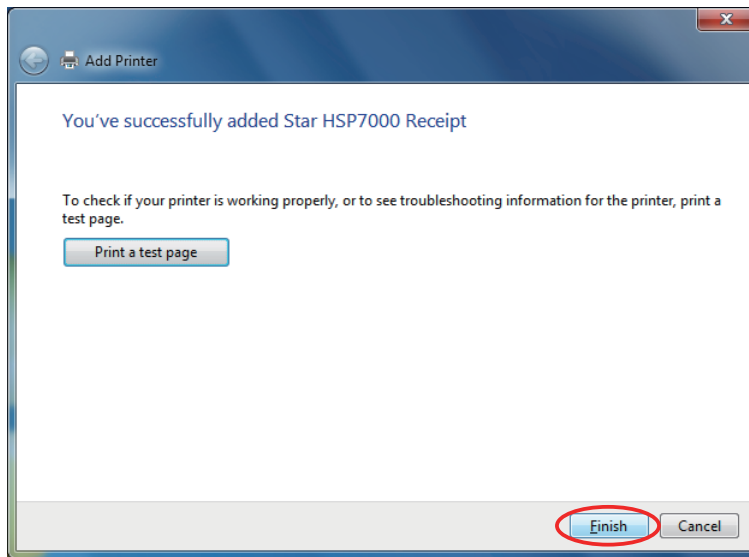 Add Printer
You've successfully added Star HSP7000 Receipt
To check if your printer is working properly, or to see troubleshooting information for the printer, print a
test page.
Print a test page
Finish
Cancel